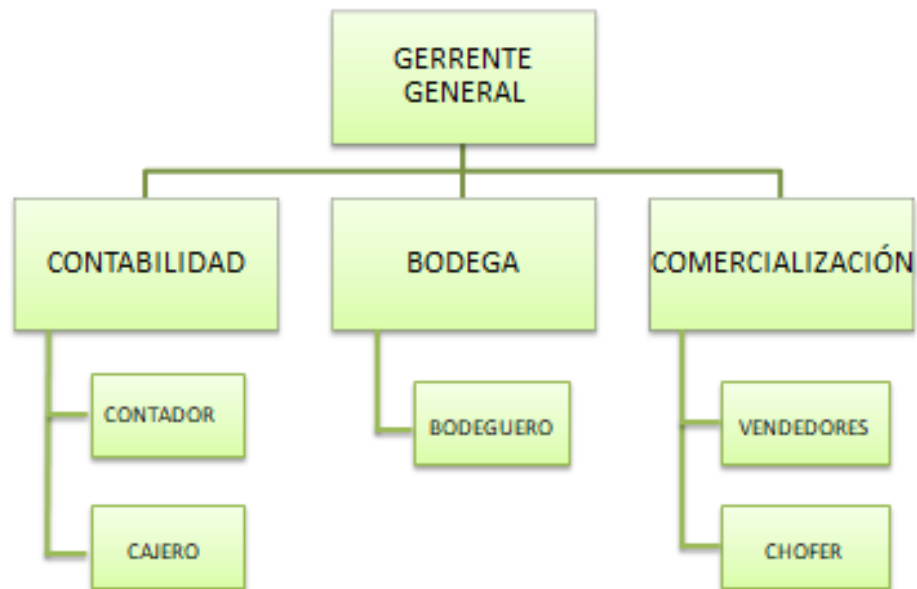 GERRENTE
GENERAL
CONTABILIDAD
BODEGA
COMERCIALIZACIÓN
CONTADOR
BODEGUERO
VENDEDORES
CAJERO
CHOFER